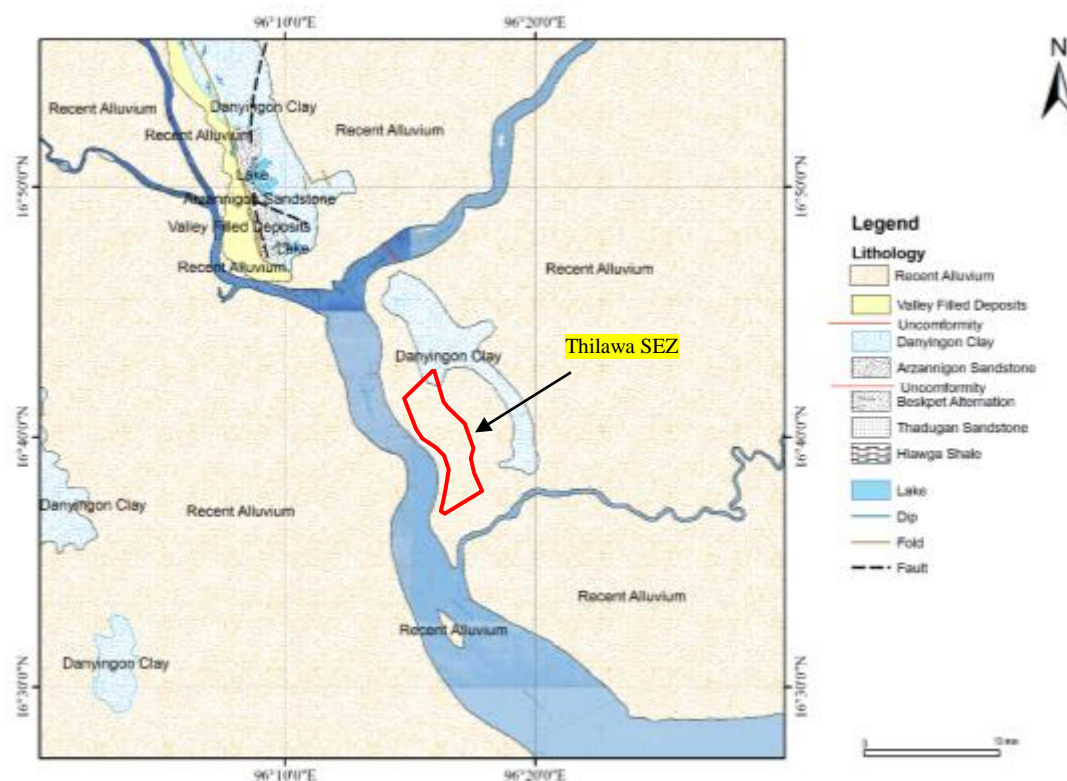 96°10'0"E
96°20'0"E
N
Danyingon Clay
Recent Alluvium
Recent Alluvium
Recent Alluvium
Lake
16°50'0"N
16°50'0"N
Arzannigon Sandstone
Valley Filled Deposits
Lake
Recent Alluvium
Recent Alluvium
Thilawa SEZ
Danyingon Clay
16°40'0"N
16°40'0"N
Danyingon Clay
Recent Alluvium
Recent Alluvium
Recent Alluvium
Danyingon Clay
16°30'0"N
16°30'0"N
96°10'0"E
96°20'0"E
Legend
Lithology
Recent Alluvium
Valley Filled Deposits
Uncomformity
Danyingon Clay
Arzannigon Sandstone
Uncomformity
Beskpet Alternation
Thadugan Sandstone
Hlawga Shale
Lake
Dip
Fold
Fault
0